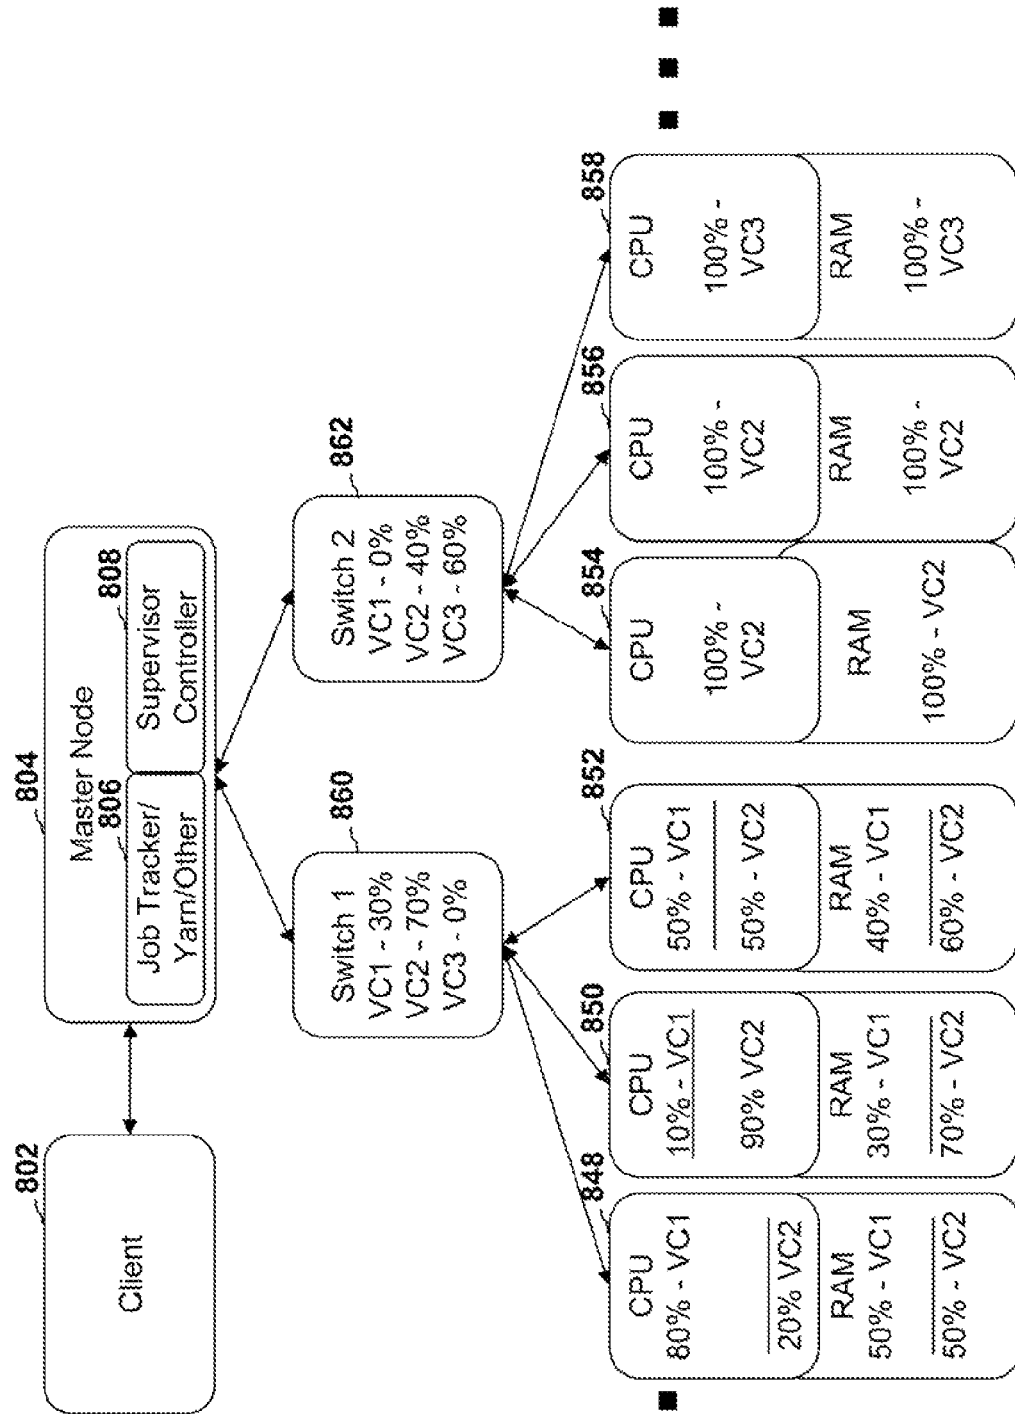 802
Client
804
Master Node
806
Job Tracker/
Yarn/Other
808
Supervisor
Controller
860
Switch 1
VC1 - 30%
VC2 - 70%
VC3 - 0%
862
Switch 2
VC1 - 0%
VC2 - 40%
VC3 - 60%
848
CPU
80% - VC1
20% VC2
RAM
50% - VC1
50% - VC2
850
CPU
10% - VC1
90% VC2
RAM
30% - VC1
70% - VC2
852
CPU
50% - VC1
50% - VC2
RAM
40% - VC1
60% - VC2
854
CPU
100% -
VC2
RAM
100% - VC2
856
CPU
100% -
VC2
RAM
100% -
VC2
858
CPU
100% -
VC3
RAM
100% -
VC3